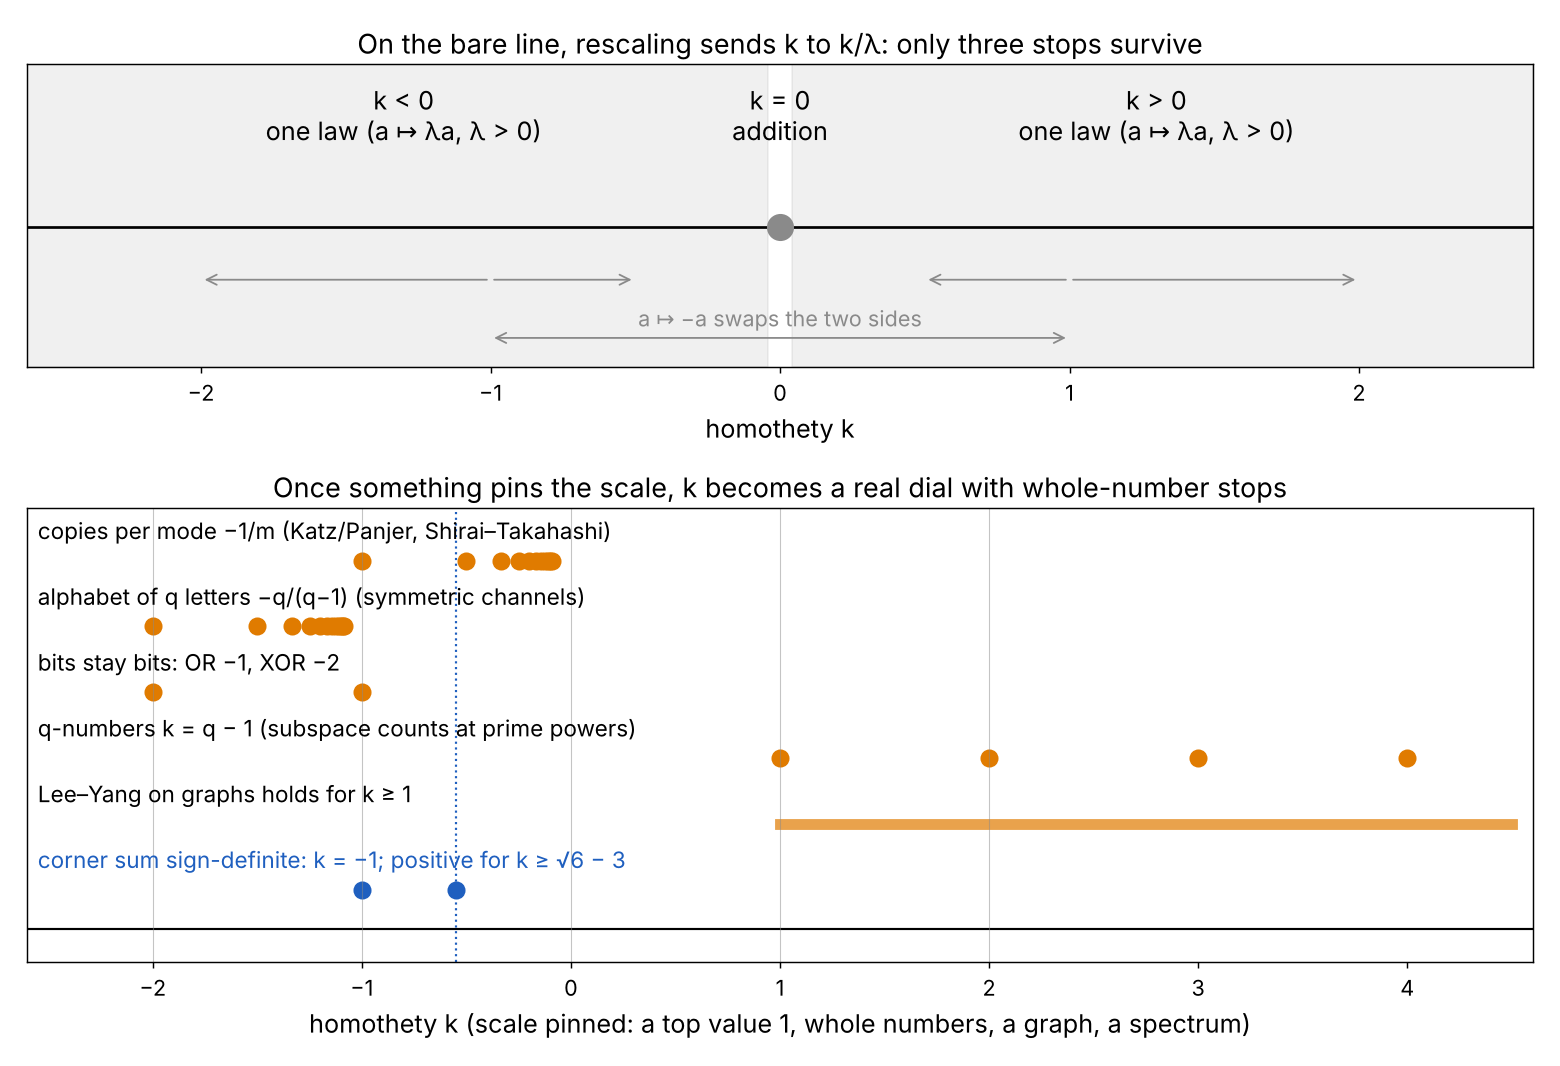 On the bare line, rescaling sends k to k/λ: only three stops survive
k < 0
one law (a ↦ λa, λ > 0)
k = 0
addition
k > 0
one law (a ↦ λa, λ > 0)
a ↦ −a swaps the two sides
−2
−1
0
1
2
homothety k
Once something pins the scale, k becomes a real dial with whole-number stops
copies per mode −1/m (Katz/Panjer, Shirai–Takahashi)
alphabet of q letters −q/(q−1) (symmetric channels)
bits stay bits: OR −1, XOR −2
q-numbers k = q − 1 (subspace counts at prime powers)
Lee–Yang on graphs holds for k ≥ 1
corner sum sign-definite: k = −1; positive for k ≥ √6 − 3
−2
−1
0
1
2
3
4
homothety k (scale pinned: a top value 1, whole numbers, a graph, a spectrum)